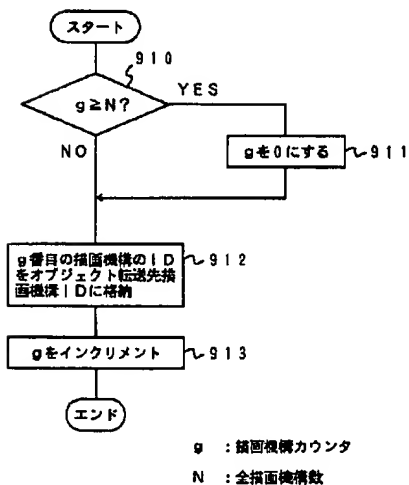 スタート
910
g≧N?
YES
NO
gを0にする
911
g番目の描画機構のID
をオブジェクト転送先描
画機構IDに格納
912
gをインクリメント
913
エンド
g :描画機構カウンタ
N :全描画機構数